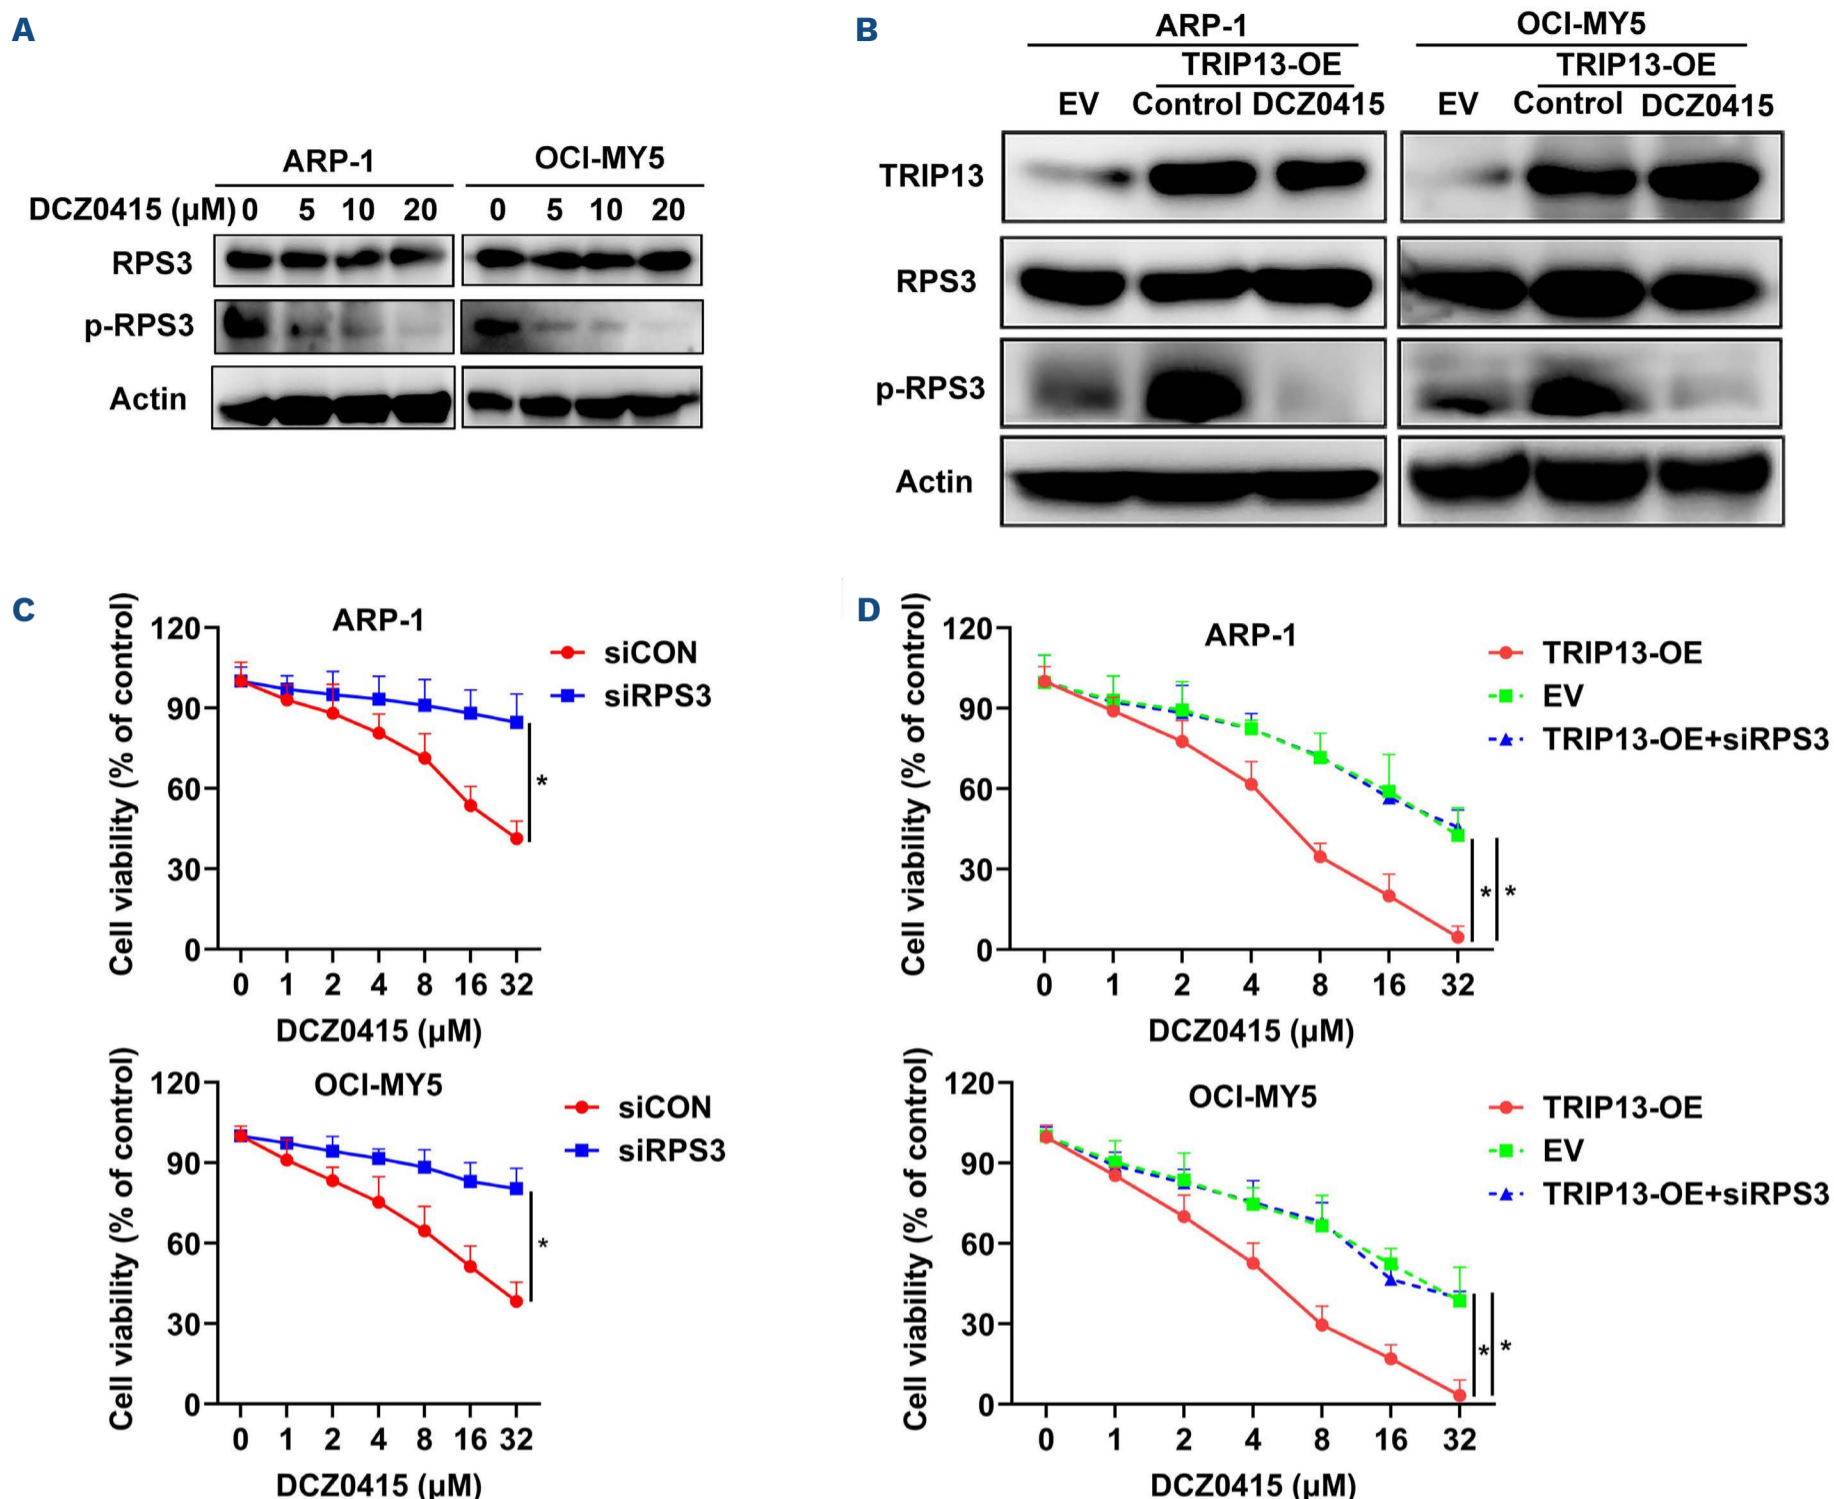 A
ARP-1 OCI-MY5
DCZ0415 (μM) 0 5 10 20 0 5 10 20
RPS3
p-RPS3
Actin
B
ARP-1 OCI-MY5
TRIP13-OE TRIP13-OE
EV Control DCZ0415 EV Control DCZ0415
TRIP13
RPS3
p-RPS3
Actin
C
ARP-1
Cell viability (% of control)
120
90
60
30
0
siCON
siRPS3
*
0 1 2 4 8 16 32
DCZ0415 (μM)
OCI-MY5
Cell viability (% of control)
120
90
60
30
0
siCON
siRPS3
*
0 1 2 4 8 16 32
DCZ0415 (μM)
D
ARP-1
Cell viability (% of control)
120
90
60
30
0
TRIP13-OE
EV
TRIP13-OE+siRPS3
* *
0 1 2 4 8 16 32
DCZ0415 (μM)
OCI-MY5
Cell viability (% of control)
120
90
60
30
0
TRIP13-OE
EV
TRIP13-OE+siRPS3
* *
0 1 2 4 8 16 32
DCZ0415 (μM)